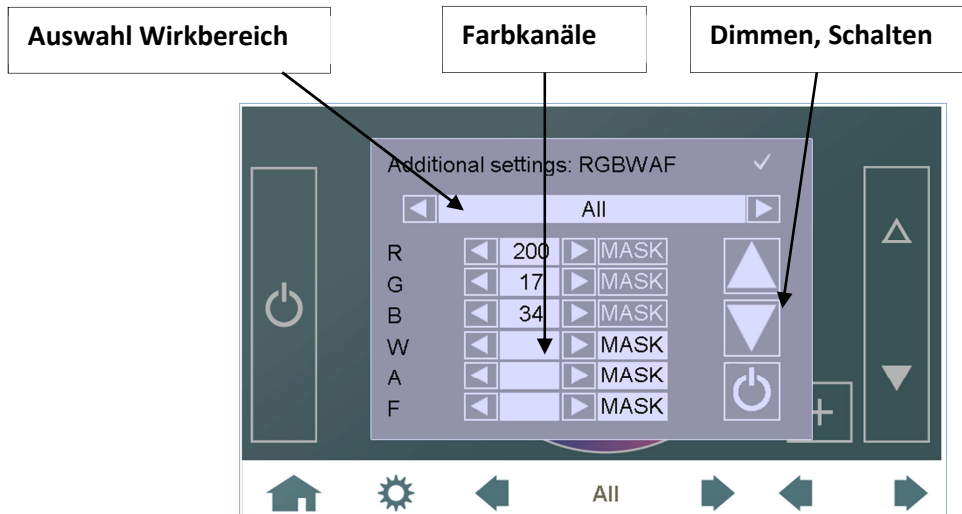 Auswahl Wirkbereich
Farbkanäle
Dimmen, Schalten
Additional settings: RGBWAF
All
R 200 MASK
G 17 MASK
B 34 MASK
W MASK
A MASK
F MASK
All